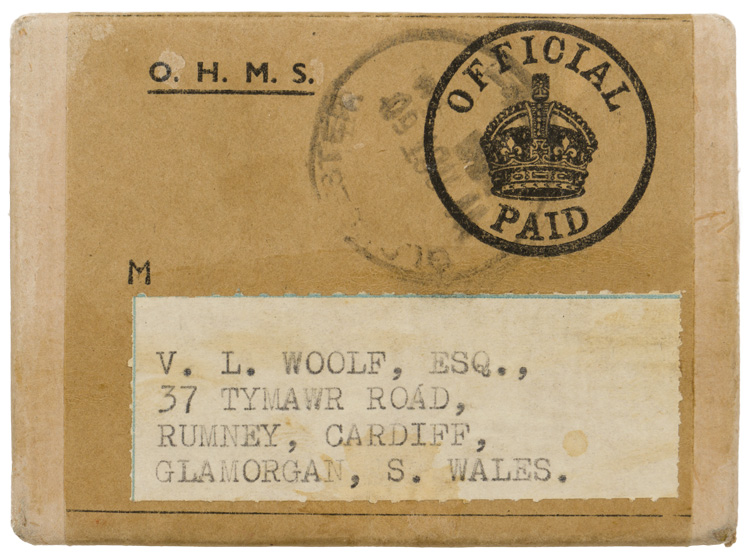 O. H. M. S.
OFFICIAL
PAID
M
V. L. WOOLF, ESQ.,
37 TYMAWR ROAD,
RUMNEY, CARDIFF,
GLAMORGAN, S. WALES.